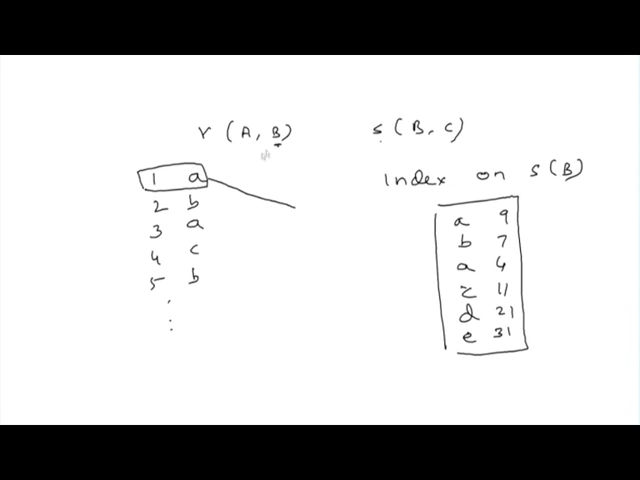 r (A, B)
s (B, C)
Index on s(B)
1 a
2 b
3 a
4 c
5 b
a 9
b 7
a 4
c 11
d 21
e 31